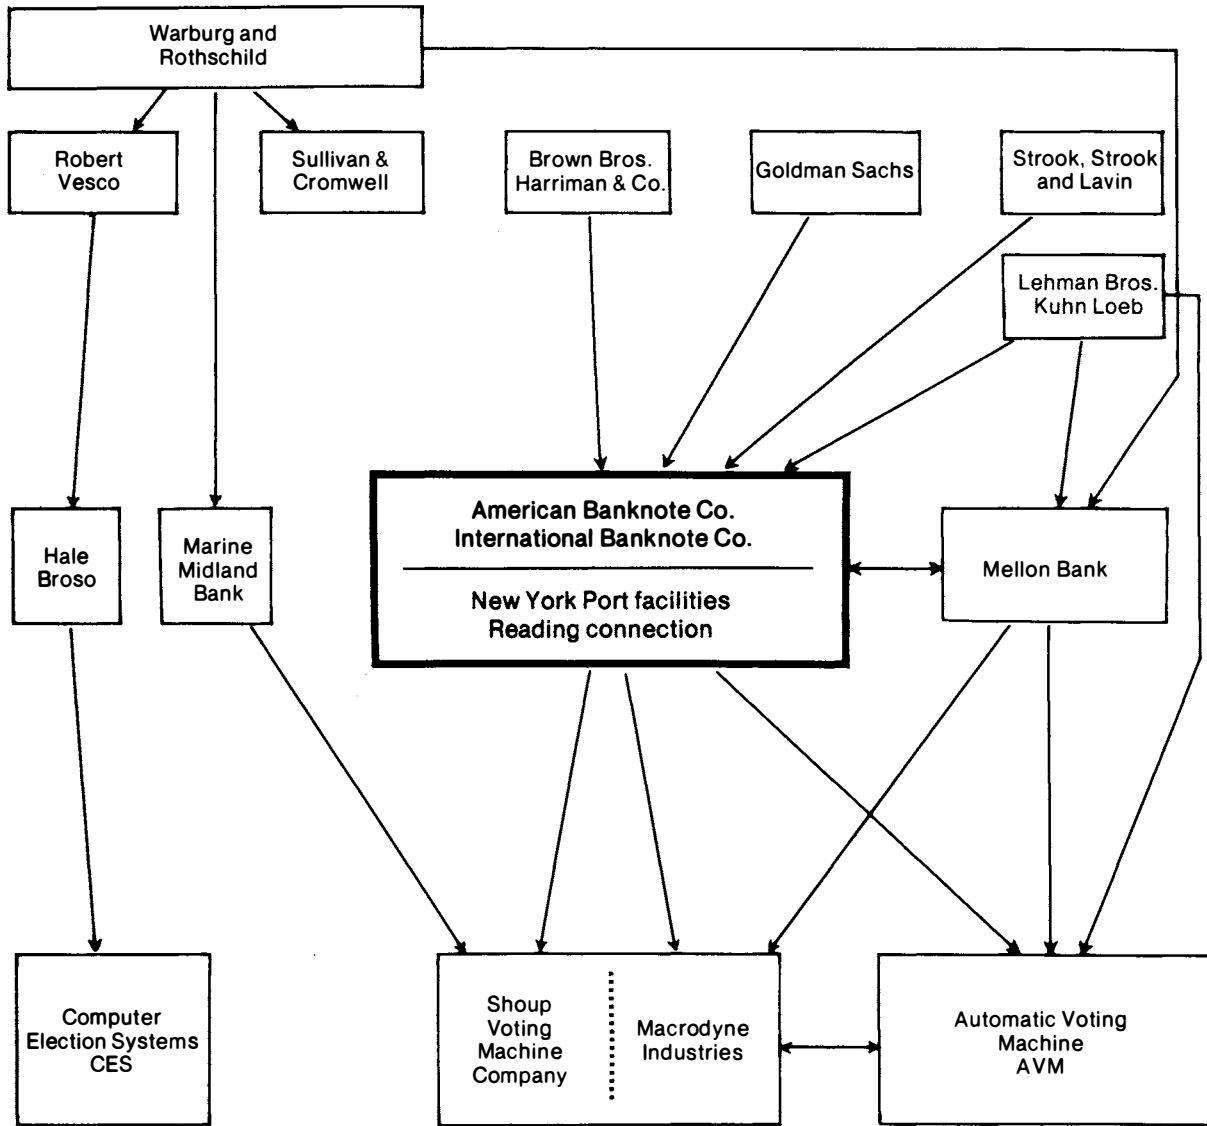 Warburg and
Rothschild
Robert
Vesco
Sullivan &
Cromwell
Brown Bros.
Harriman & Co.
Goldman Sachs
Strook, Strook
and Lavin
Lehman Bros.
Kuhn Loeb
Hale
Broso
Marine
Midland
Bank
American Banknote Co.
International Banknote Co.
New York Port facilities
Reading connection
Mellon Bank
Computer
Election Systems
CES
Shoup
Voting
Machine
Company
Macrodyne
Industries
Automatic Voting
Machine
AVM